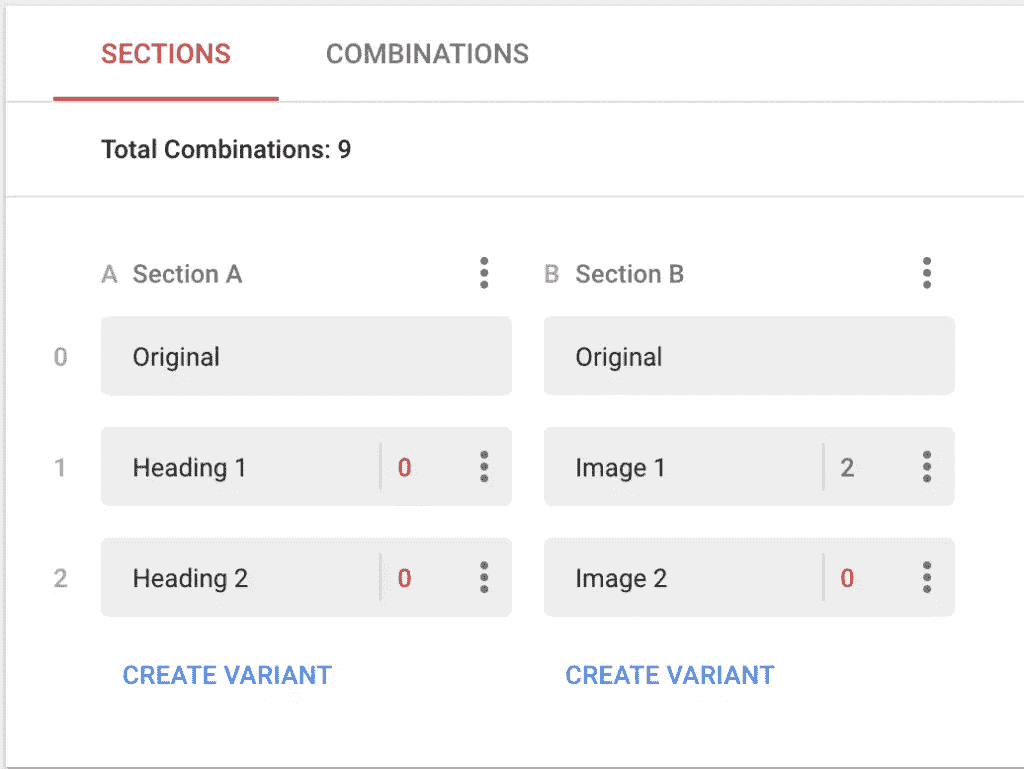 SECTIONS COMBINATIONS
Total Combinations: 9
A Section A B Section B
0 Original Original
1 Heading 1 0 Image 1 2
2 Heading 2 0 Image 2 0
CREATE VARIANT CREATE VARIANT